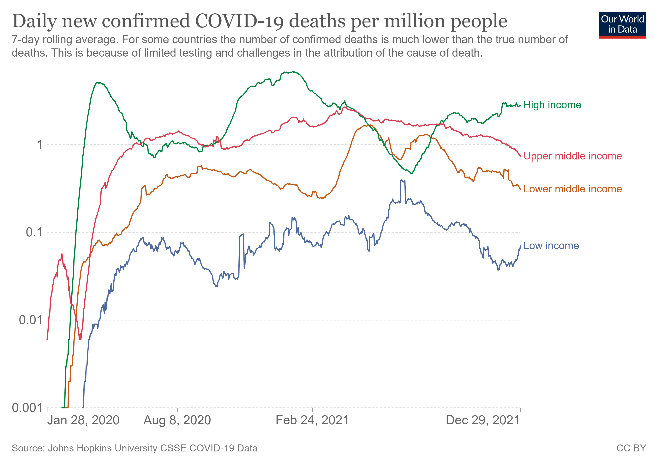 Daily new confirmed COVID-19 deaths per million people
Our World
in Data
7-day rolling average. For some countries the number of confirmed deaths is much lower than the true number of
deaths. This is because of limited testing and challenges in the attribution of the cause of death.
High income
1
Upper middle income
Lower middle income
0.1
Low income
0.01
0.001
Jan 28, 2020
Aug 8, 2020
Feb 24, 2021
Dec 29, 2021
Source: Johns Hopkins University CSSE COVID-19 Data
CC BY